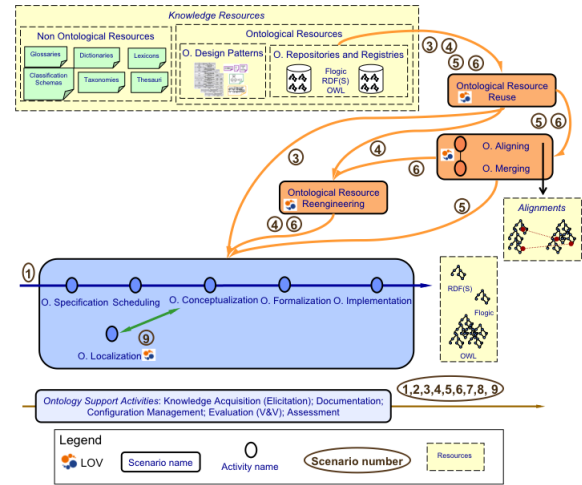 Knowledge Resources
Non Ontological Resources
Glossaries
Dictionaries
Lexicons
Classification
Schemas
Taxonomies
Thesauri
Ontological Resources
O. Design Patterns
O. Repositories and Registries
Flogic
RDF(S)
OWL
3 4
5 6
Ontological Resource
Reuse
5 6
O. Aligning
O. Merging
3
4
6
Ontological Resource
Reengineering
4 6
5
Alignments
1
O. Specification Scheduling O. Conceptualization O. Formalization O. Implementation
9
O. Localization
RDF(S)
Flogic
OWL
1,2,3,4,5,6,7,8, 9
Ontology Support Activities: Knowledge Acquisition (Elicitation); Documentation;
Configuration Management; Evaluation (V&V); Assessment
Legend
LOV
Scenario name
Activity name
Scenario number
Resources